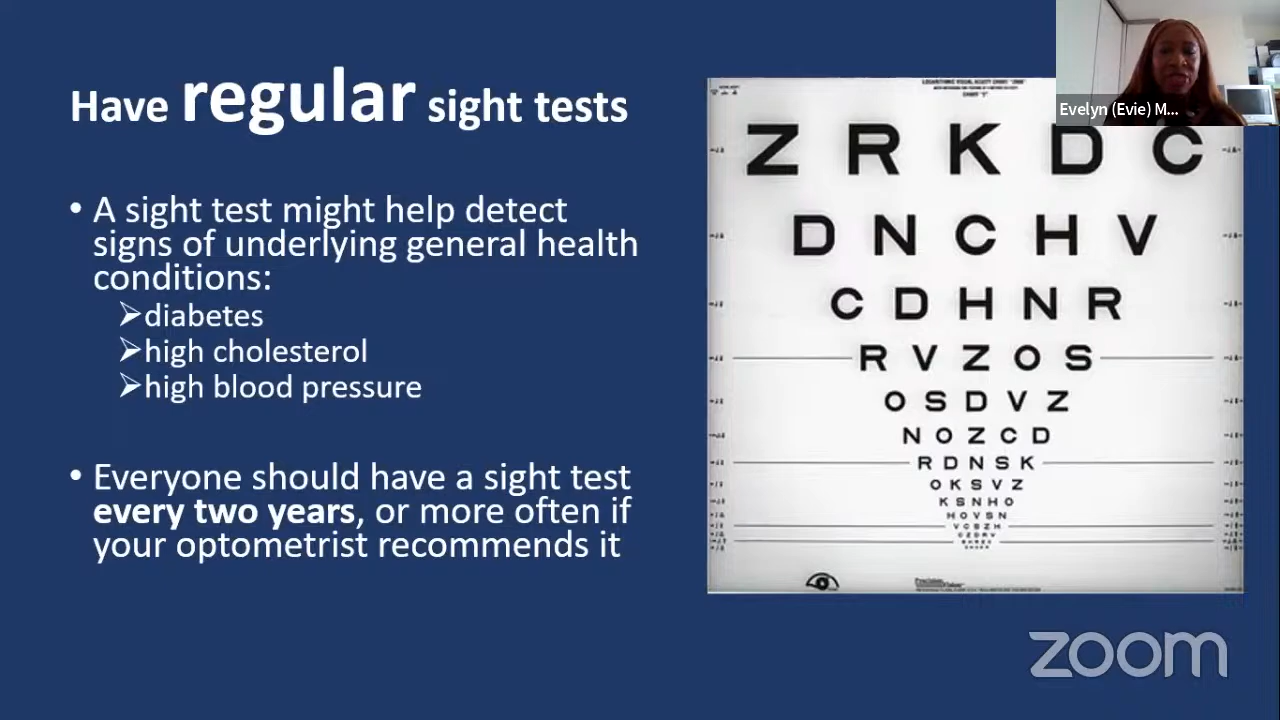 Have regular sight tests
• A sight test might help detect
signs of underlying general health
conditions:
➢diabetes
➢high cholesterol
➢high blood pressure
• Everyone should have a sight test
every two years, or more often if
your optometrist recommends it
Evelyn (Evie) M...
Z R K D C
D N C H V
C D H N R
R V Z O S
O S D V Z
N O Z C D
R D N S K
O K S V Z
K S N H O
H O V S N
zoom